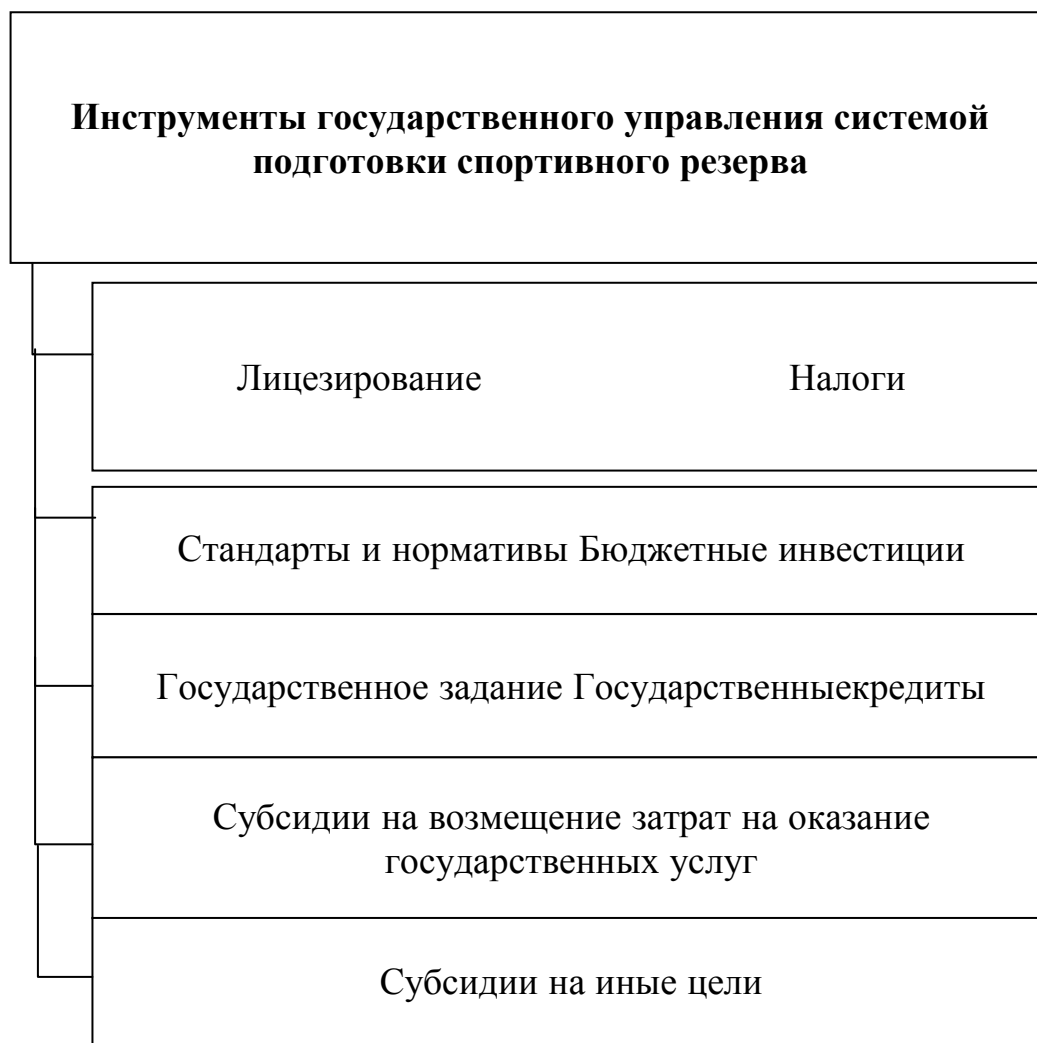 Инструменты государственного управления системой
подготовки спортивного резерва
Лицезирование Налоги
Стандарты и нормативы Бюджетные инвестиции
Государственное задание Государственныекредиты
Субсидии на возмещение затрат на оказание
государственных услуг
Субсидии на иные цели